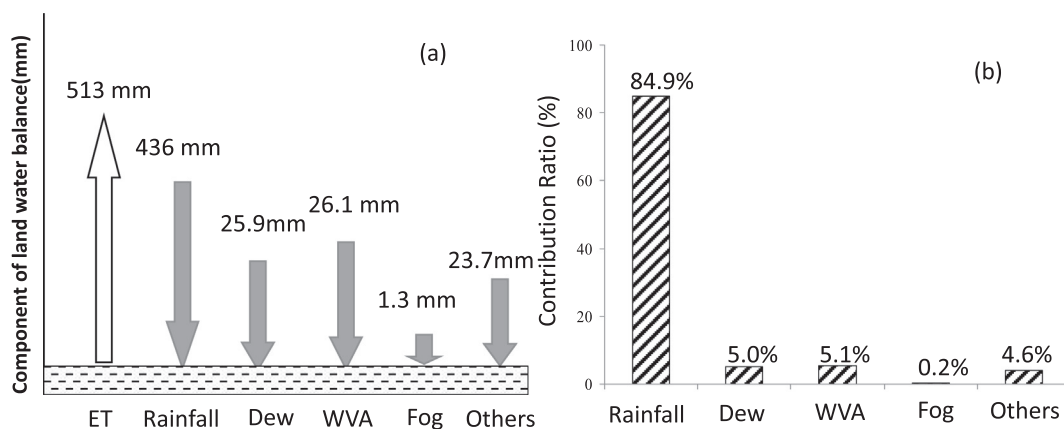 Component of land water balance(mm)
(a)
513 mm
436 mm
25.9mm
26.1 mm
1.3 mm
23.7mm
ET Rainfall Dew WVA Fog Others
Contribution Ratio (%)
(b)
100
80
60
40
20
0
84.9%
5.0%
5.1%
0.2%
4.6%
Rainfall Dew WVA Fog Others